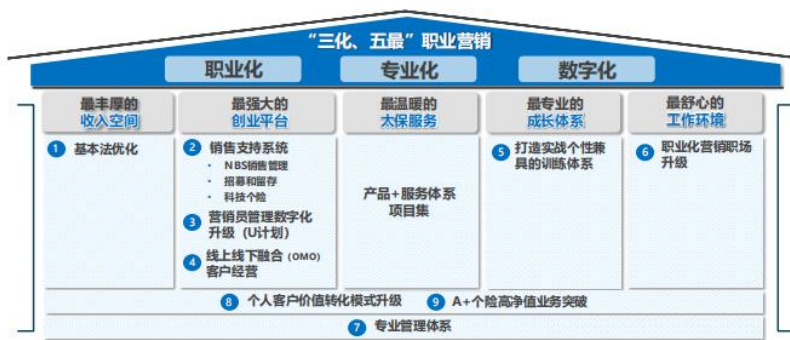 “三化、五最”职业营销
职业化
专业化
数字化
最丰厚的
收入空间
最强大的
创业平台
最温暖的
太保服务
最专业的
成长体系
最舒心的
工作环境
1 基本法优化
2 销售支持系统
• NBS销售管理
• 招募和留存
• 科技个险
3 营销员管理数字化
升级（U计划）
4 线上线下融合（OMO）
客户经营
产品+服务体系
项目集
5 打造实战个性兼
具的训练体系
6 职业化营销职场
升级
8 个人客户价值转化模式升级
9 A+个险高净值业务突破
7 专业管理体系